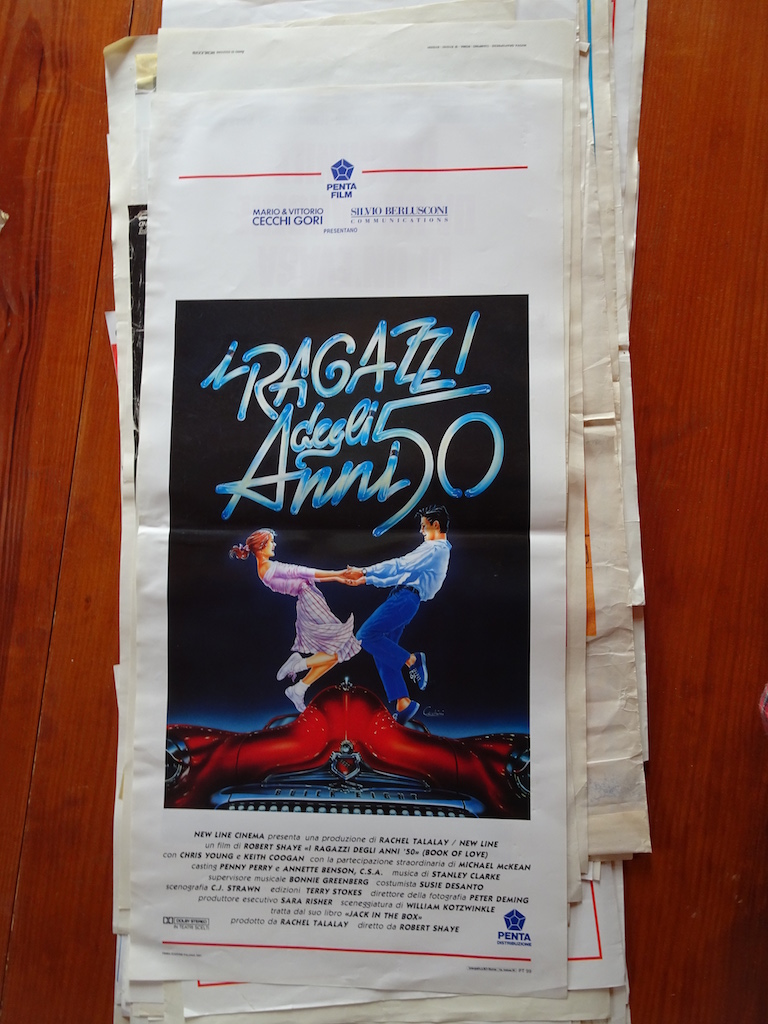 PENTA
FILM
MARIO & VITTORIO
CECCHI GORI
SILVIO BERLUSCONI
COMMUNICATIONS
PRESENTANO
i RAGAZZI
degli
Anni 50
NEW LINE CINEMA presenta una produzione di RACHEL TALALAY / NEW LINE
un film di ROBERT SHAYE «I RAGAZZI DEGLI ANNI '50» (BOOK OF LOVE)
con CHRIS YOUNG e KEITH COOGAN con la partecipazione straordinaria di MICHAEL McKEAN
casting PENNY PERRY e ANNETTE BENSON, C.S.A. musica di STANLEY CLARKE
supervisore musicale BONNIE GREENBERG costumista SUSIE DESANTO
scenografia C.J. STRAWN edizioni TERRY STOKES direttore della fotografia PETER DEMING
produttore esecutivo SARA RISHER sceneggiatura di WILLIAM KOTZWINKLE
tratta dal suo libro «JACK IN THE BOX»
prodotto da RACHEL TALALAY diretto da ROBERT SHAYE
DOLBY STEREO
IN TEATRI SCELTI
PENTA
DISTRIBUZIONE